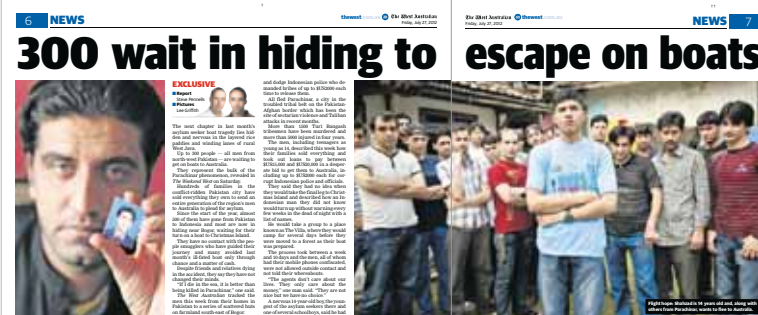 6 NEWS
thewest.com.au The West Australian
Friday, July 27, 2012
The West Australian thewest.com.au
Friday, July 27, 2012
NEWS 7
300 wait in hiding to escape on boats
EXCLUSIVE
Report
Steve Pennells
Pictures
Lee Griffith
The next chapter in last month's
asylum seeker boat tragedy lies hid-
den and nervous in the layered rice
paddies and winding lanes of rural
West Java.
Up to 300 people — all men from
north-west Pakistan — are waiting to
get on boats to Australia.
They represent the bulk of the
Parachinar phenomenon, revealed in
The Weekend West on Saturday.
Hundreds of families in the
conflict-ridden Pakistan city have
sold everything they own to send an
entire generation of the region's men
to Australia to plead for asylum.
Since the start of the year, almost
300 of them have gone from Pakistan
to Indonesia and most are now in
hiding near Bogor, waiting for their
turn on a boat to Christmas Island.
They have no contact with the peo-
ple smugglers who have guided their
journey and many avoided last
month's ill-fated boat only through
chance and a matter of cash.
Despite friends and relatives dying
in the accident, they say they have not
changed their minds.
"If I die in the sea, it is better than
being killed in Parachinar," one said.
The West Australian tracked the
men this week from their homes in
Pakistan to a series of scattered huts
on farmland south-east of Bogor.
and dodge Indonesian police who de-
manded bribes of up to $US2000 each
time to release them.
All fled Parachinar, a city in the
troubled tribal belt on the Pakistan-
Afghan border which has been the
site of sectarian violence and Taliban
attacks in recent months.
More than 1500 Turi Bangash
tribesmen have been murdered and
more than 5000 injured in four years.
The men, including teenagers as
young as 14, described this week how
their families sold everything and
took out loans to pay between
in a desper-
ate bid to get them to Australia, in-
cluding up to $US2000 each for cor-
rupt Indonesian police and officials.
They said they had no idea when
they would take the final leg to Christ-
mas Island and described how an In-
donesian man they did not know
would turn up without warning every
few weeks in the dead of night with a
list of names.
He would take a group to a place
known as The Villa, where they would
camp for several days before they
were moved to a forest as their boat
was prepared.
The process took between a week
and 10 days and the men, all of whom
had their mobile phones confiscated,
were not allowed outside contact and
not told their whereabouts.
"The agents don't care about our
lives. They only care about the
money," one man said. "They are not
nice but we have no choice."
A nervous 14-year-old boy, the youn-
gest of the asylum seekers there and
one of several schoolboys, said he had
Flight hope: Shahzad is 14 years old and, along with
others from Parachinar, wants to flee to Australia.